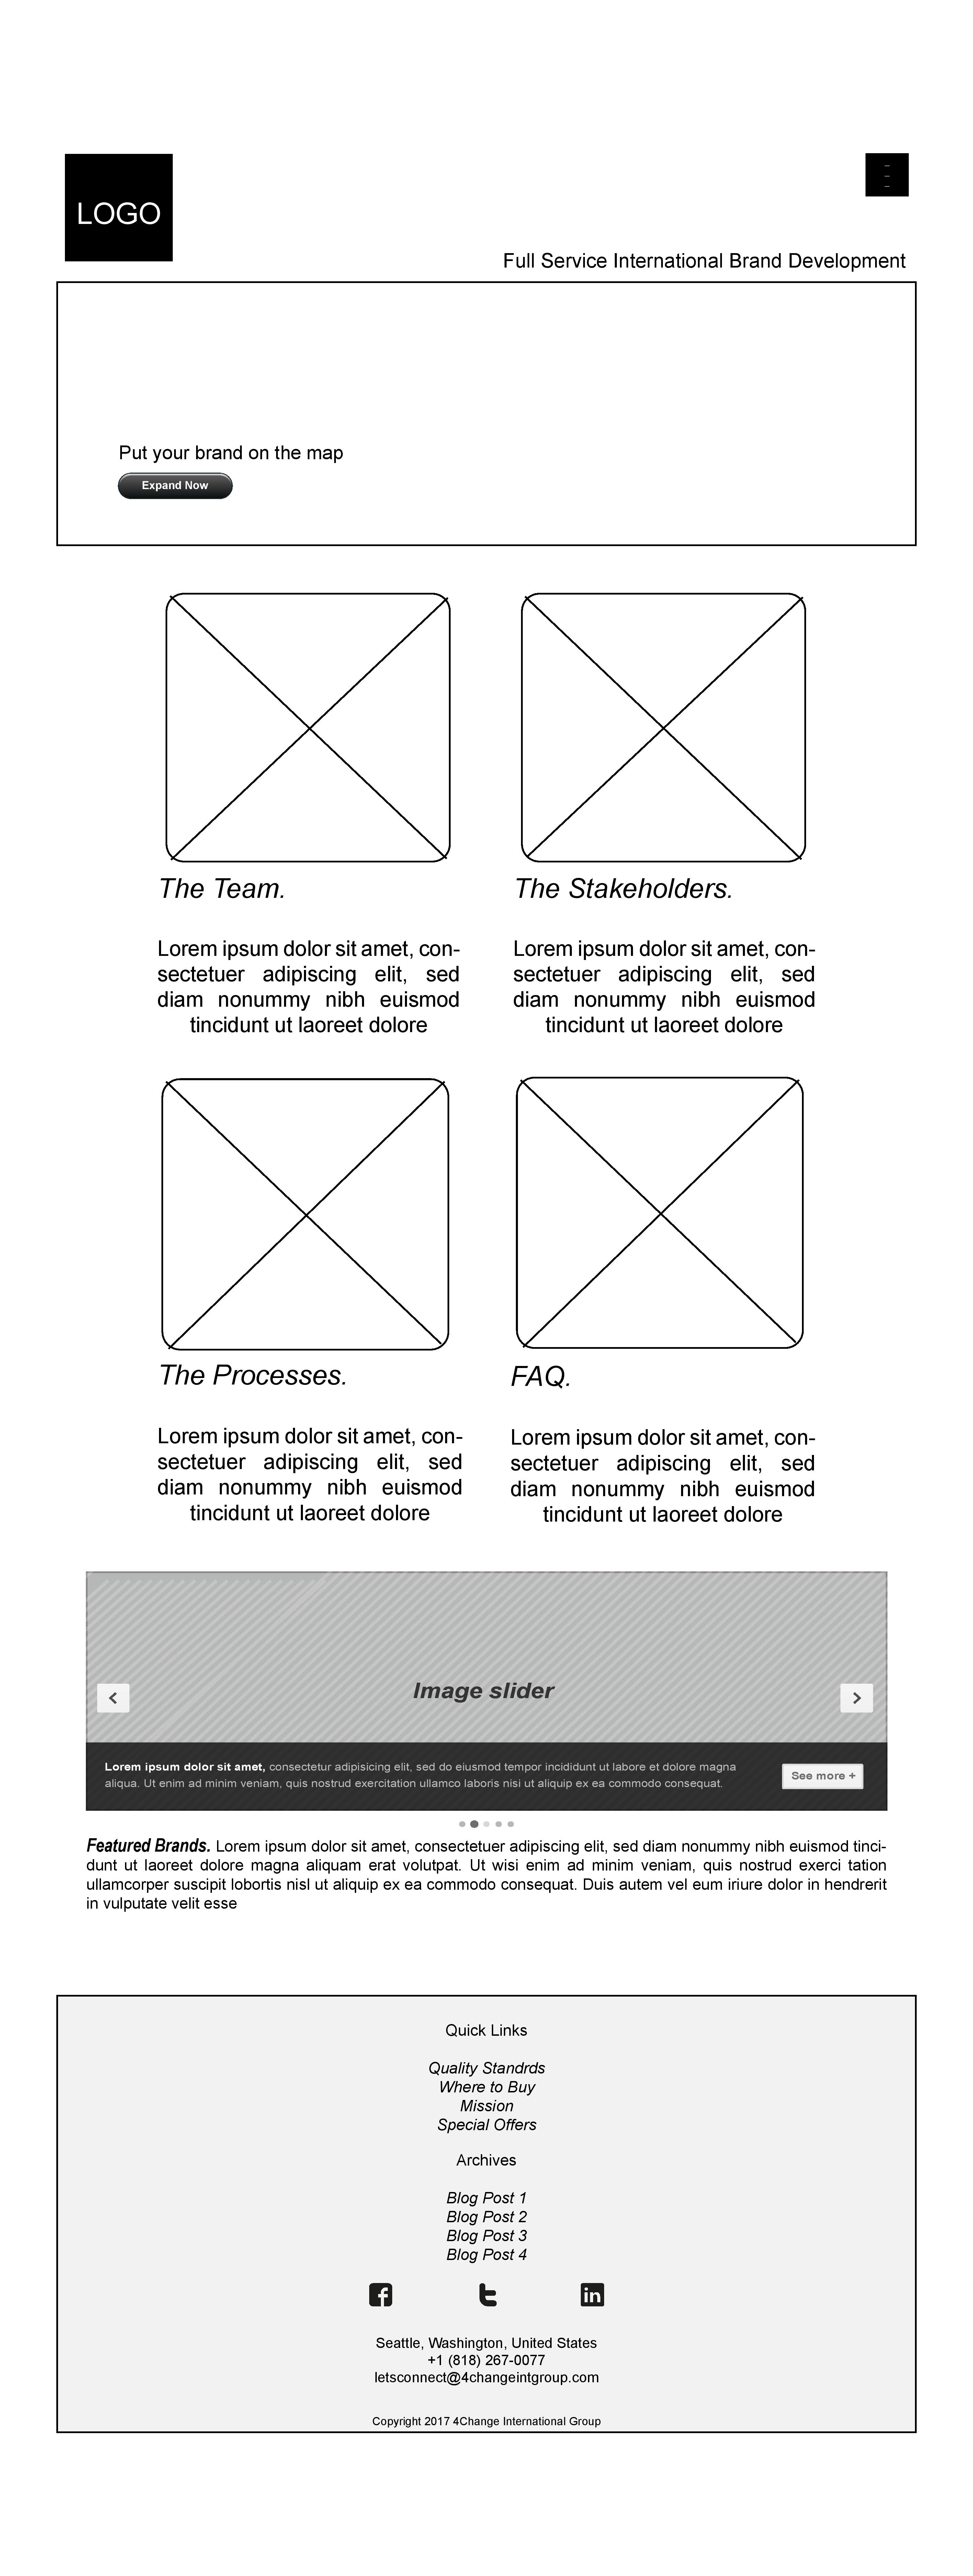 LOGO
Full Service International Brand Development
Put your brand on the map
Expand Now
The Team.
Lorem ipsum dolor sit amet, con-
sectetuer adipiscing elit, sed
diam nonummy nibh euismod
tincidunt ut laoreet dolore
The Stakeholders.
Lorem ipsum dolor sit amet, con-
sectetuer adipiscing elit, sed
diam nonummy nibh euismod
tincidunt ut laoreet dolore
The Processes.
Lorem ipsum dolor sit amet, con-
sectetuer adipiscing elit, sed
diam nonummy nibh euismod
tincidunt ut laoreet dolore
FAQ.
Lorem ipsum dolor sit amet, con-
sectetuer adipiscing elit, sed
diam nonummy nibh euismod
tincidunt ut laoreet dolore
Image slider
Lorem ipsum dolor sit amet, consectetur adipisicing elit, sed do eiusmod tempor incididunt ut labore et dolore magna
aliqua. Ut enim ad minim veniam, quis nostrud exercitation ullamco laboris nisi ut aliquip ex ea commodo consequat.
See more +
Featured Brands. Lorem ipsum dolor sit amet, consectetuer adipiscing elit, sed diam nonummy nibh euismod tinci-
dunt ut laoreet dolore magna aliquam erat volutpat. Ut wisi enim ad minim veniam, quis nostrud exerci tation
ullamcorper suscipit lobortis nisl ut aliquip ex ea commodo consequat. Duis autem vel eum iriure dolor in hendrerit
in vulputate velit esse
Quick Links
Quality Standrds
Where to Buy
Mission
Special Offers
Archives
Blog Post 1
Blog Post 2
Blog Post 3
Blog Post 4
Seattle, Washington, United States
+1 (818) 267-0077
letsconnect@4changeintgroup.com
Copyright 2017 4Change International Group